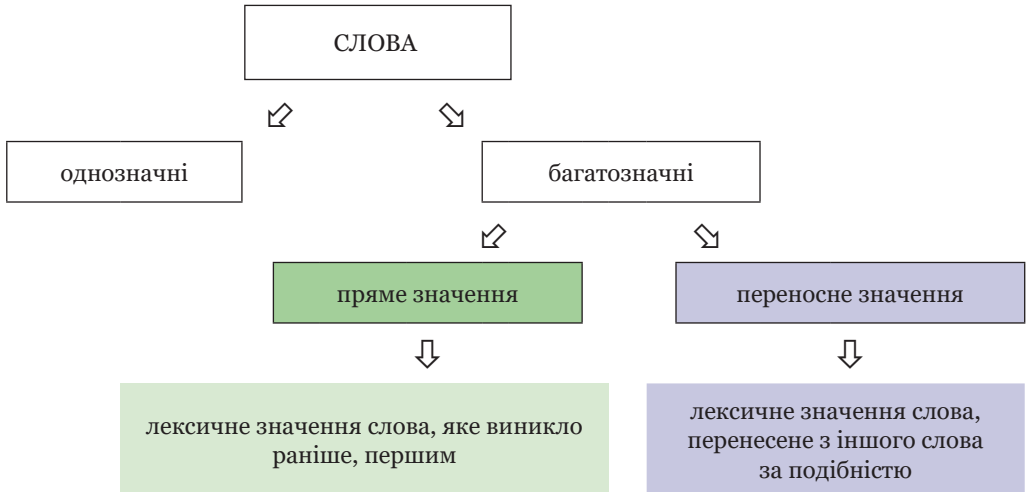 СЛОВА
однозначні
багатозначні
пряме значення
переносне значення
лексичне значення слова, яке виникло
раніше, першим
лексичне значення слова,
перенесене з іншого слова
за подібністю